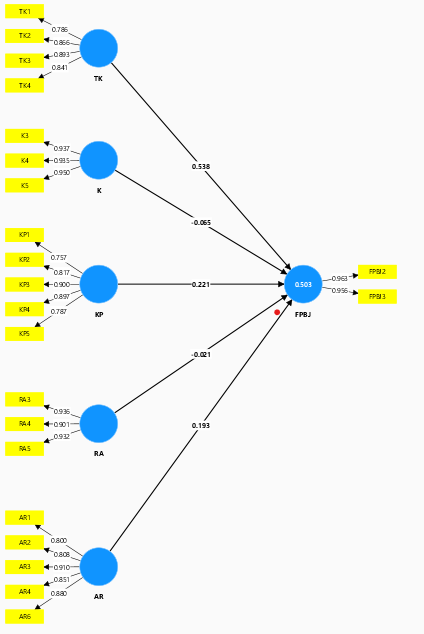 TK1
TK2
TK3
TK4
0.786
0.866
0.893
0.841
TK
0.538
K3
K4
K5
0.937
0.935
0.950
K
-0.065
KP1
KP2
KP3
KP4
KP5
0.757
0.817
0.900
0.897
0.787
KP
0.221
0.503
FPBJ
0.963
0.956
FPBJ2
FPBJ3
RA3
RA4
RA5
0.936
0.901
0.932
RA
-0.021
AR1
AR2
AR3
AR4
AR6
0.800
0.808
0.910
0.851
0.880
AR
0.193